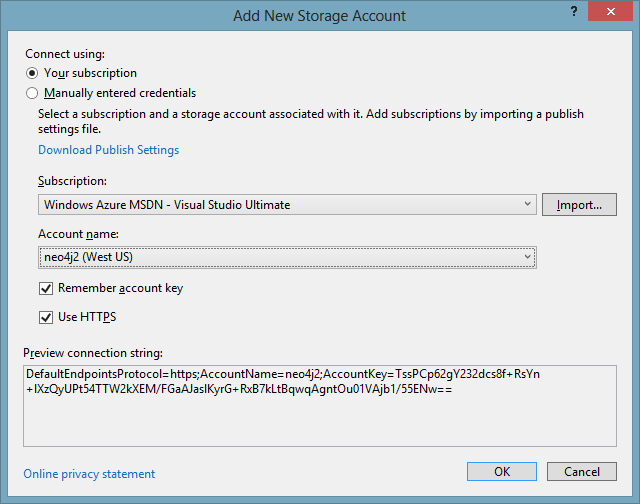 Add New Storage Account
?
Connect using:
Your subscription
Manually entered credentials
Select a subscription and a storage account associated with it. Add subscriptions by importing a publish
settings file.
Download Publish Settings
Subscription:
Windows Azure MSDN - Visual Studio Ultimate
Import...
Account name:
neo4j2 (West US)
Remember account key
Use HTTPS
Preview connection string:
DefaultEndpointsProtocol=https;AccountName=neo4j2;AccountKey=TssPCp62gY232dcs8f+RsYn
+IXzQyUPt54TTW2kXEM/FGaAJasIKyrG+RxB7kLtBqwqAgntOu01VAjb1/55ENw==
Online privacy statement
OK
Cancel